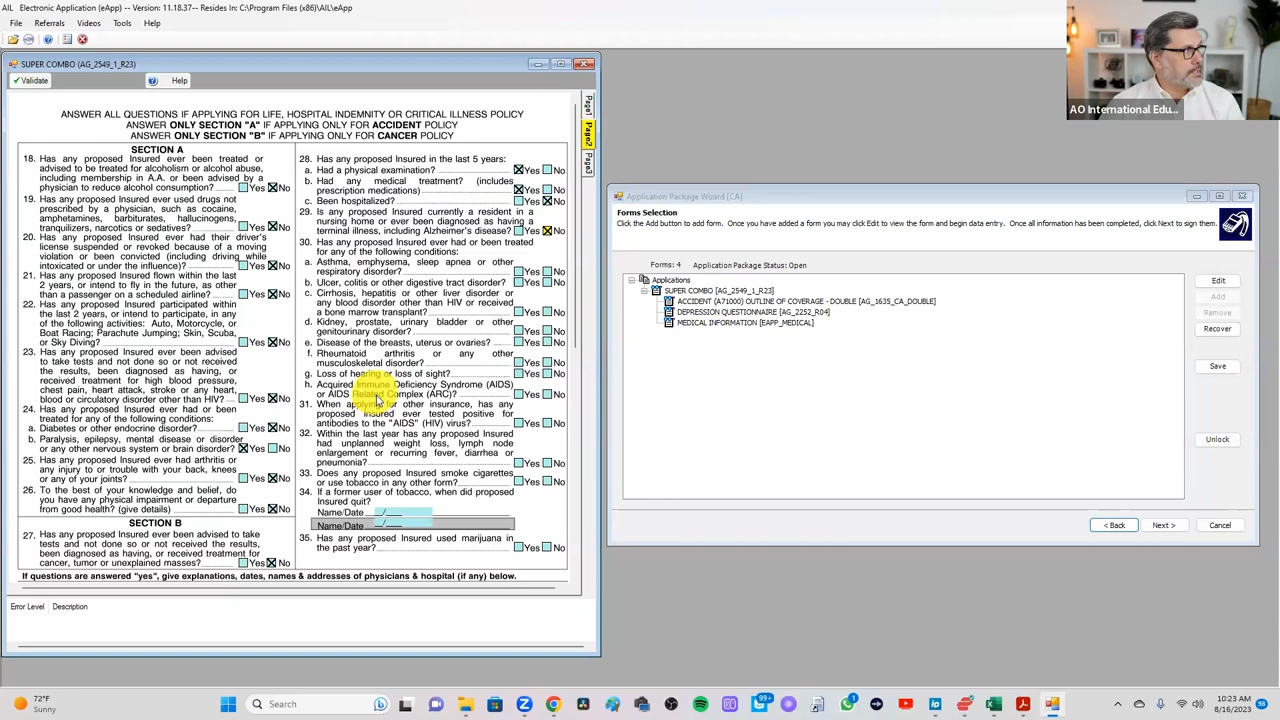 AIL   Electronic Application (eApp) -- Version: 11.18.37-- Resides In: C:\Program Files (x86)\AIL\eApp
File   Referrals   Videos   Tools   Help
SUPER COMBO (AG_2549_1_R23)
Validate   Help
Page1
Page2
Page3
ANSWER ALL QUESTIONS IF APPLYING FOR LIFE, HOSPITAL INDEMNITY OR CRITICAL ILLNESS POLICY
ANSWER ONLY SECTION "A" IF APPLYING ONLY FOR ACCIDENT POLICY
ANSWER ONLY SECTION "B" IF APPLYING ONLY FOR CANCER POLICY
SECTION A
18. Has any proposed Insured ever been treated or
advised to be treated for alcoholism or alcohol abuse,
including membership in A.A. or been advised by a
physician to reduce alcohol consumption? Yes No
19. Has any proposed Insured ever used drugs not
prescribed by a physician, such as cocaine,
amphetamines, barbiturates, hallucinogens,
tranquilizers, narcotics or sedatives? Yes No
20. Has any proposed Insured ever had their driver's
license suspended or revoked because of a moving
violation or been convicted (including driving while
intoxicated or under the influence)? Yes No
21. Has any proposed Insured flown within the last
2 years, or intend to fly in the future, as other
than a passenger on a scheduled airline? Yes No
22. Has any proposed Insured participated within
the last 2 years, or intend to participate, in any
of the following activities: Auto, Motorcycle, or
Boat Racing; Parachute Jumping; Skin, Scuba,
or Sky Diving? Yes No
23. Has any proposed Insured ever been advised
to take tests and not done so or not received
the results, been diagnosed as having, or
received treatment for high blood pressure,
chest pain, heart attack, stroke or any heart,
blood or circulatory disorder other than HIV? Yes No
24. Has any proposed Insured ever had or been
treated for any of the following conditions:
a. Diabetes or other endocrine disorder? Yes No
b. Paralysis, epilepsy, mental disease or disorder
or any other nervous system or brain disorder? Yes No
25. Has any proposed Insured ever had arthritis or
any injury to or trouble with your back, knees
or any of your joints? Yes No
26. To the best of your knowledge and belief, do
you have any physical impairment or departure
from good health? (give details) Yes No
SECTION B
27. Has any proposed Insured ever been advised to take
tests and not done so or not received the results,
been diagnosed as having, or received treatment for
cancer, tumor or unexplained masses? Yes No
28. Has any proposed Insured in the last 5 years:
a. Had a physical examination? Yes No
b. Had any medical treatment? (includes
prescription medications) Yes No
c. Been hospitalized? Yes No
29. Is any proposed Insured currently a resident in a
nursing home or ever been diagnosed as having a
terminal illness, including Alzheimer's disease? Yes No
30. Has any proposed Insured ever had or been treated
for any of the following conditions:
a. Asthma, emphysema, sleep apnea or other
respiratory disorder? Yes No
b. Ulcer, colitis or other digestive tract disorder? Yes No
c. Cirrhosis, hepatitis or other liver disorder or
any blood disorder other than HIV or received
a bone marrow transplant? Yes No
d. Kidney, prostate, urinary bladder or other
genitourinary disorder? Yes No
e. Disease of the breasts, uterus or ovaries? Yes No
f. Rheumatoid arthritis or any other
musculoskeletal disorder? Yes No
g. Loss of hearing or loss of sight? Yes No
h. Acquired Immune Deficiency Syndrome (AIDS)
or AIDS Related Complex (ARC)? Yes No
31. When applying for other insurance, has any
proposed Insured ever tested positive for
antibodies to the "AIDS" (HIV) virus? Yes No
32. Within the last year has any proposed Insured
had unplanned weight loss, lymph node
enlargement or recurring fever, diarrhea or
pneumonia? Yes No
33. Does any proposed Insured smoke cigarettes
or use tobacco in any other form? Yes No
34. If a former user of tobacco, when did proposed
Insured quit?
Name/Date __/____
Name/Date __/____
35. Has any proposed Insured used marijuana in
the past year? Yes No
If questions are answered "yes", give explanations, dates, names & addresses of physicians & hospital (if any) below.
Error Level   Description
Application Package Wizard [CA]
Forms Selection
Click the Add button to add form. Once you have added a form you may click Edit to view the form and begin data entry. Once all information has been completed, click Next to sign them.
Forms: 4   Application Package Status: Open
Applications
SUPER COMBO [AG_2549_1_R23]
ACCIDENT (A71000) OUTLINE OF COVERAGE - DOUBLE [AG_1635_CA_DOUBLE]
DEPRESSION QUESTIONNAIRE [AG_2252_R04]
MEDICAL INFORMATION [EAPP_MEDICAL]
Edit
Add
Remove
Recover
Save
Unlock
< Back   Next >   Cancel
AO International Edu...
72°F
Sunny
Search
99+
1
10:23 AM
8/16/2023
98